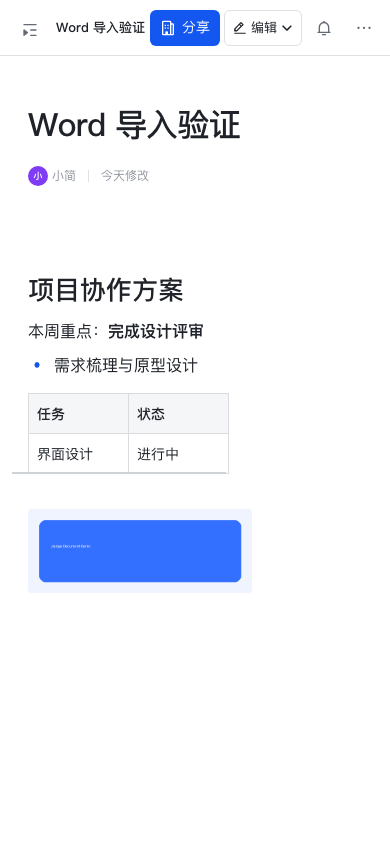 Word 导入验证
分享
编辑
Word 导入验证
小 小简 今天修改
项目协作方案
本周重点：完成设计评审
需求梳理与原型设计
任务 状态
界面设计 进行中